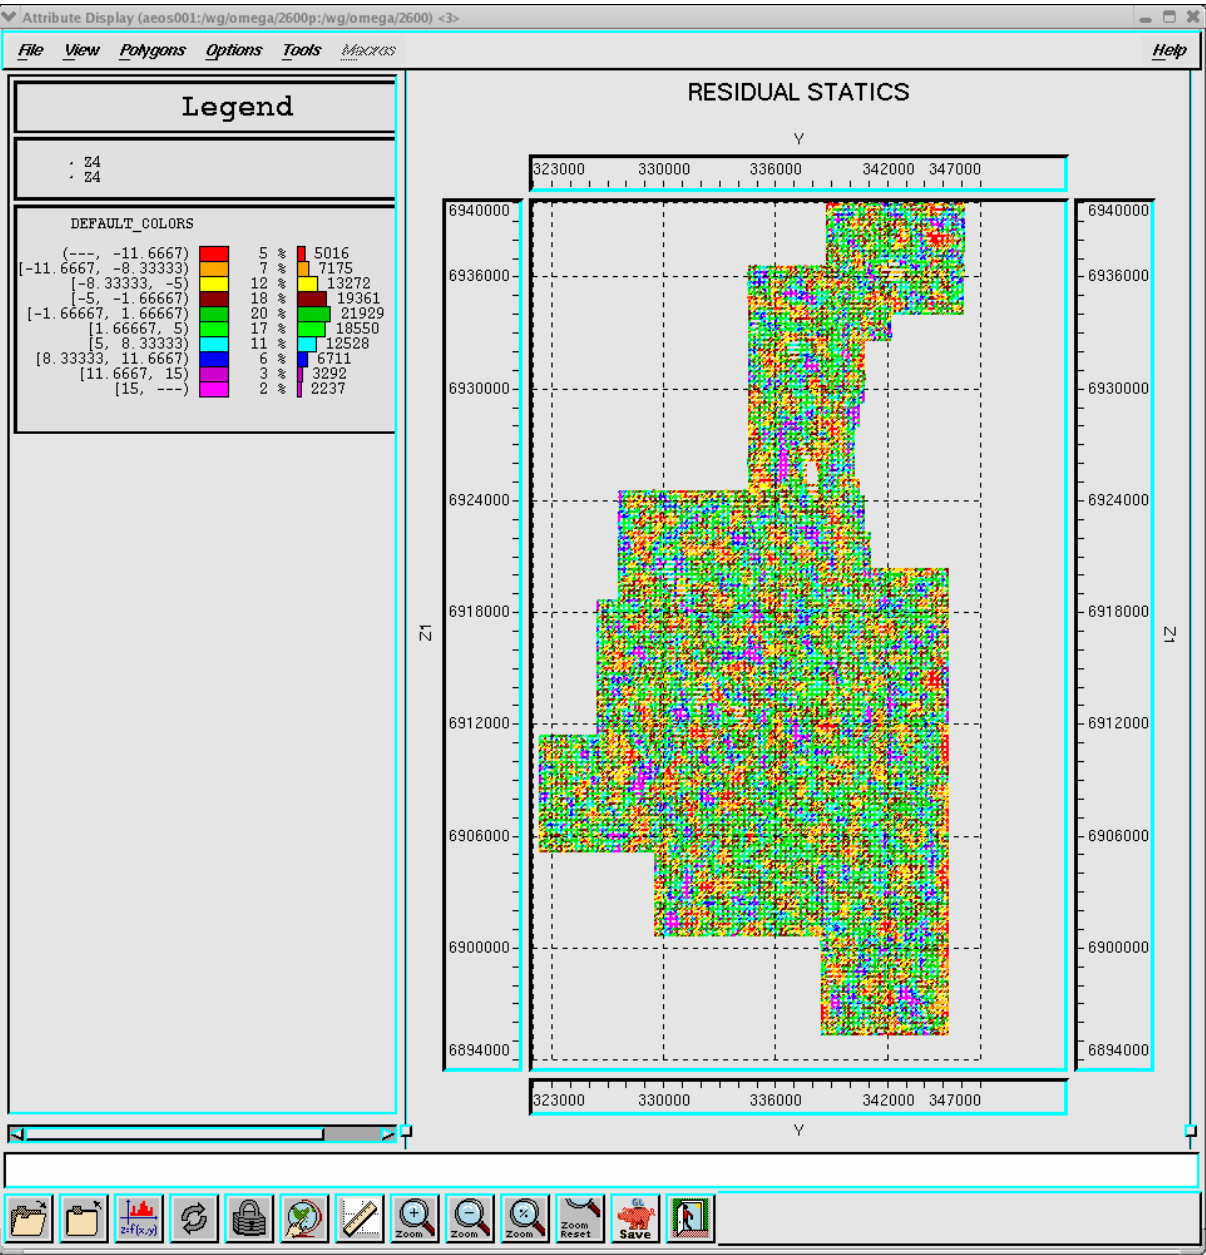 Attribute Display (aeos001:/wg/omega/2600p:/wg/omega/2600) <3>
File View Polygons Options Tools Macros Help
Legend
· Z4
· Z4
DEFAULT_COLORS
(---, -11.6667) 5 % 5016
[-11.6667, -8.33333) 7 % 7175
[-8.33333, -5) 12 % 13272
[-5, -1.66667) 18 % 19361
[-1.66667, 1.66667) 20 % 21929
[1.66667, 5) 17 % 18550
[5, 8.33333) 11 % 12528
[8.33333, 11.6667) 6 % 6711
[11.6667, 15) 3 % 3292
[15, ---) 2 % 2237
RESIDUAL STATICS
Y
323000 330000 336000 342000 347000
6940000 6940000
6936000 6936000
6930000 6930000
6924000 6924000
6918000 6918000
Z1 Z1
6912000 6912000
6906000 6906000
6900000 6900000
6894000 6894000
323000 330000 336000 342000 347000
Y
z=f(x,y)
Zoom
Zoom
%
Zoom
Zoom
Reset
GL
Save